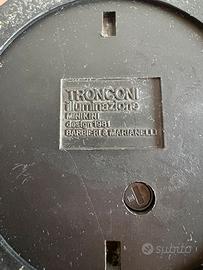 TRONCONI
illuminazione
MINIKINI
design 1981
BARBIERI & MARIANELLI
subito